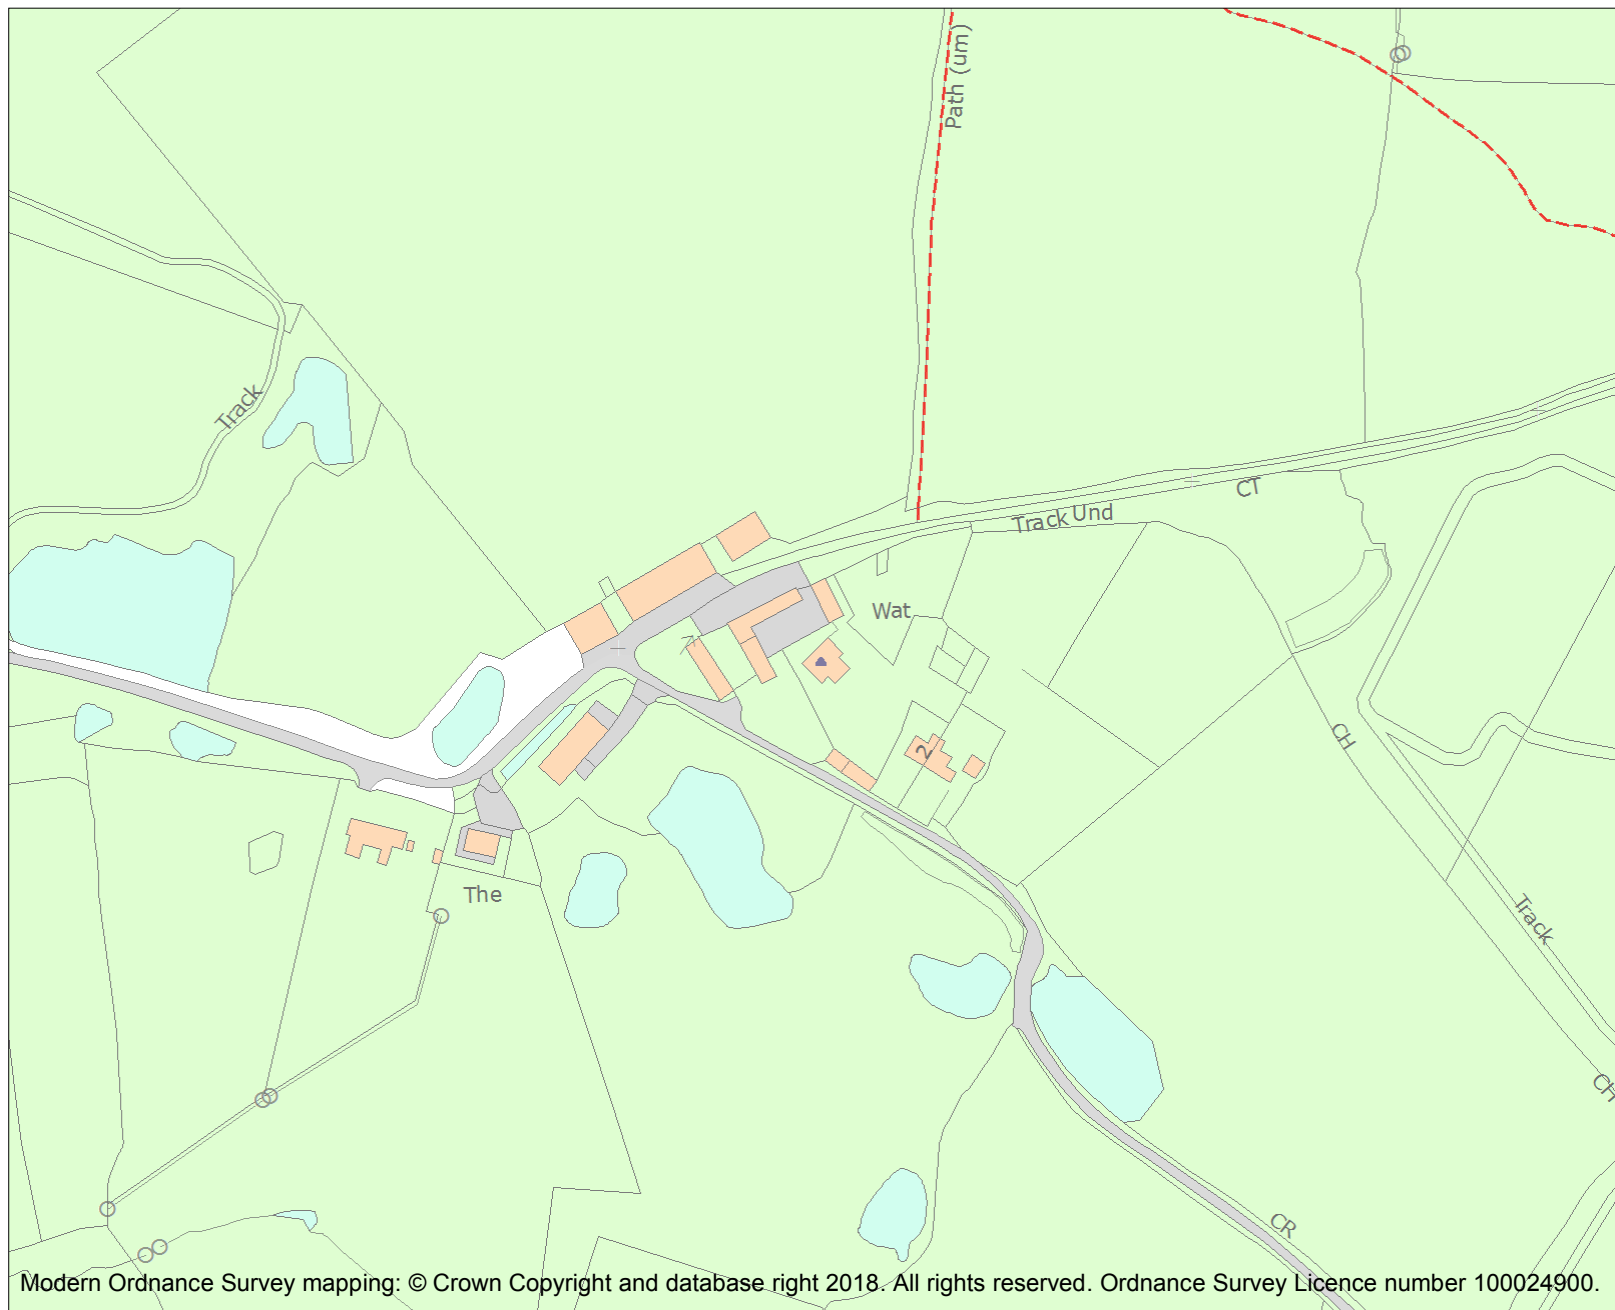 Path (um)
Track
CT
Track
Und
Wat
CH
2
The
Track
CH
CR
Modern Ordnance Survey mapping: © Crown Copyright and database right 2018. All rights reserved. Ordnance Survey Licence number 100024900.